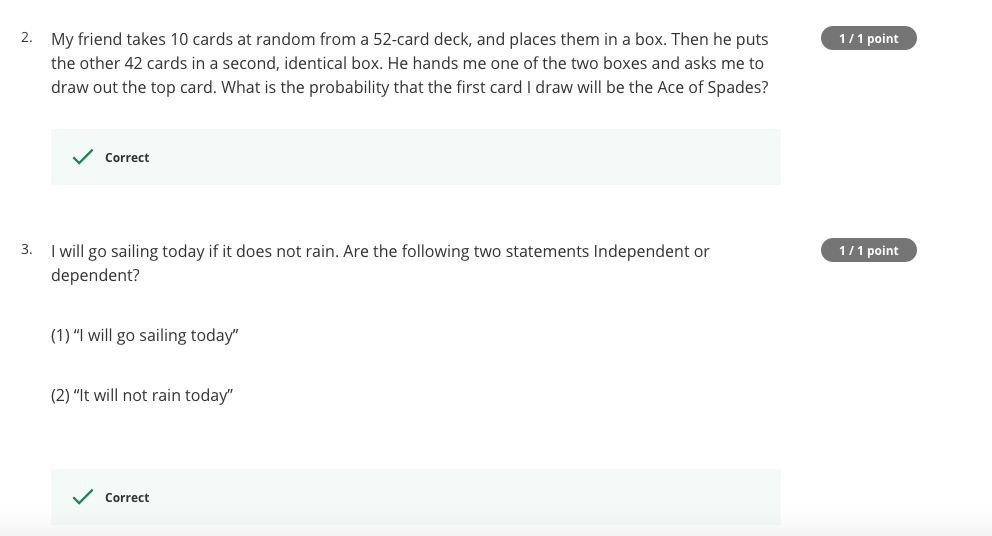 2. My friend takes 10 cards at random from a 52-card deck, and places them in a box. Then he puts
1 / 1 point
the other 42 cards in a second, identical box. He hands me one of the two boxes and asks me to
draw out the top card. What is the probability that the first card I draw will be the Ace of Spades?
Correct
3. I will go sailing today if it does not rain. Are the following two statements Independent or
1 / 1 point
dependent?
(1) “I will go sailing today”
(2) “It will not rain today”
Correct